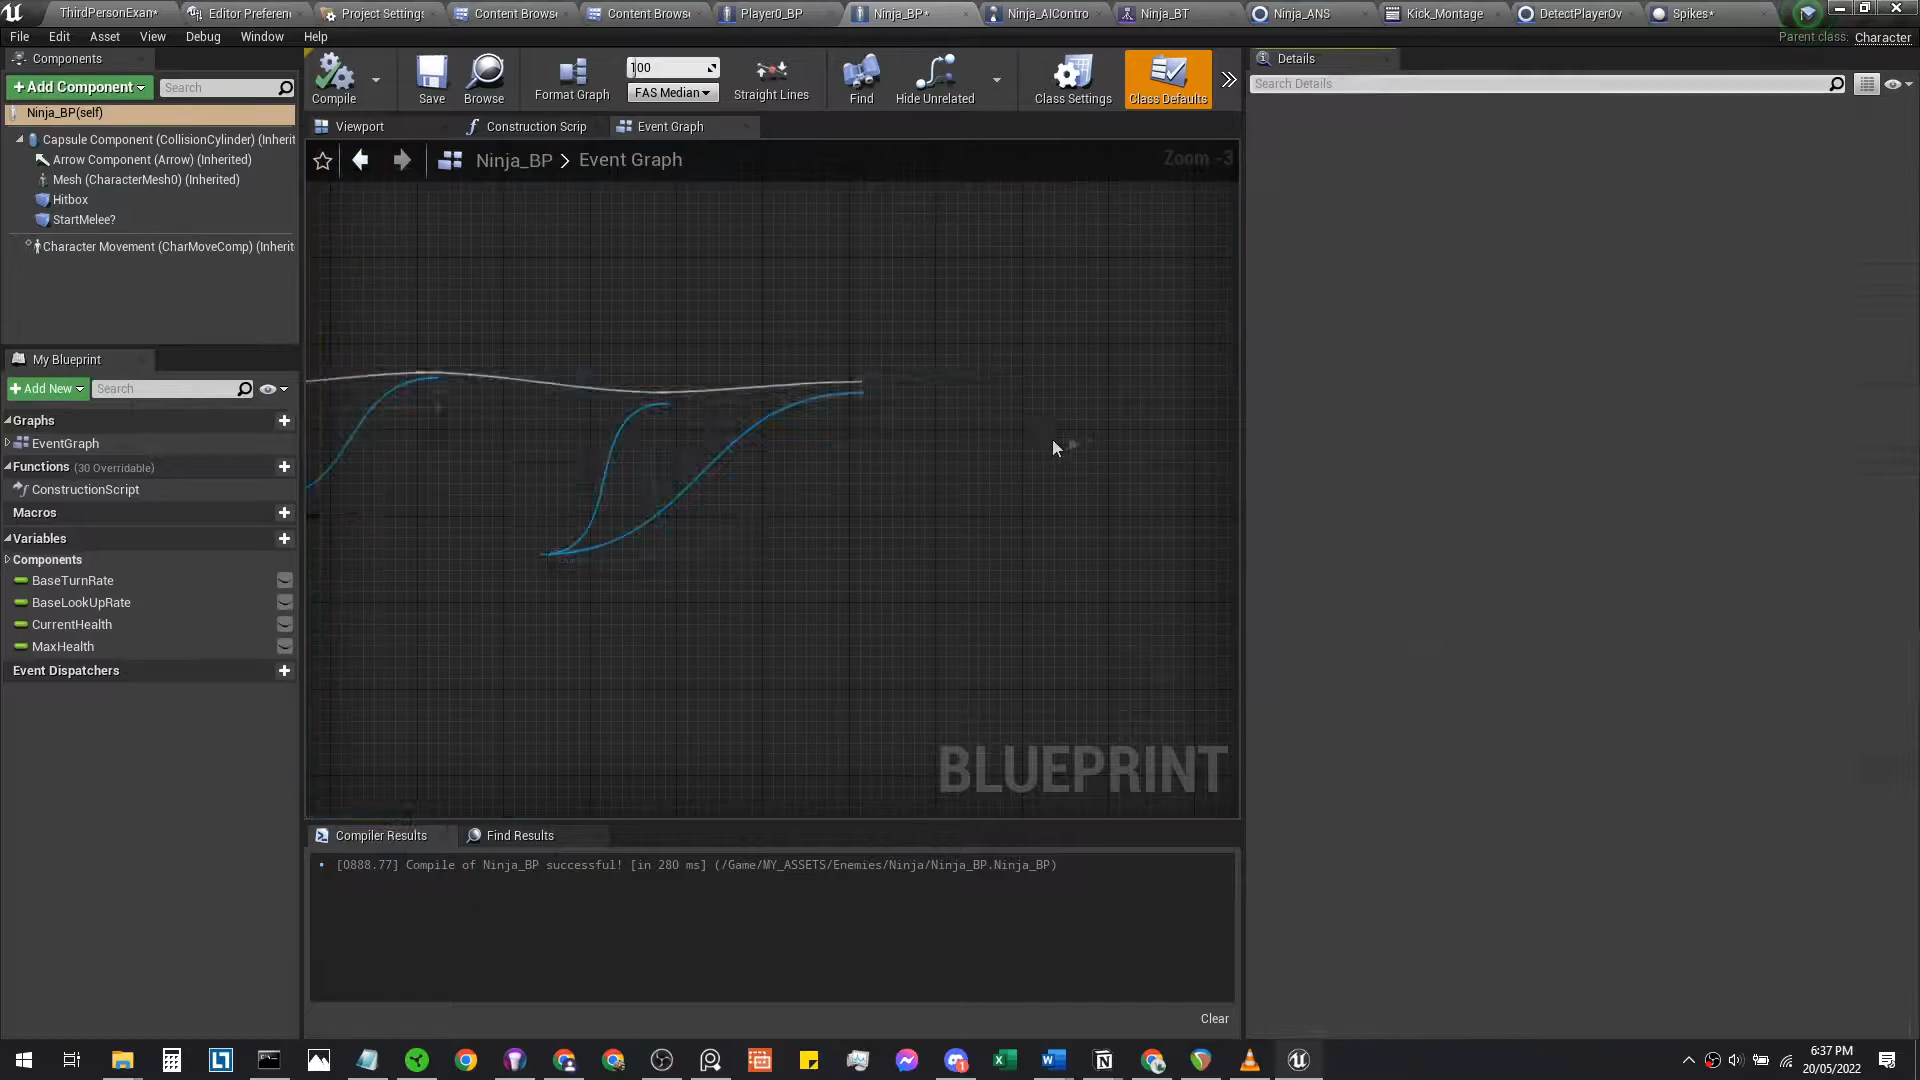 ThirdPersonExan*
Editor Preferen
Project Settings
Content Brows
Content Brows
Player0_BP
Ninja_BP*
Ninja_AIContro
Ninja_BT
Ninja_ANS
Kick_Montage
DetectPlayerOv
Spikes*
File Edit Asset View Debug Window Help
Parent class: Character
Components
+Add Component
Search
Ninja_BP(self)
Capsule Component (CollisionCylinder) (Inherit
Arrow Component (Arrow) (Inherited)
Mesh (CharacterMesh0) (Inherited)
Hitbox
StartMelee?
Character Movement (CharMoveComp) (Inherit
My Blueprint
+Add New
Search
Graphs
EventGraph
Functions (30 Overridable)
ConstructionScript
Macros
Variables
Components
BaseTurnRate
BaseLookUpRate
CurrentHealth
MaxHealth
Event Dispatchers
Compile
Save
Browse
Format Graph
100
FAS Median
Straight Lines
Find
Hide Unrelated
Class Settings
Class Defaults
Viewport
Construction Scrip
Event Graph
Ninja_BP > Event Graph
Zoom -3
BLUEPRINT
Compiler Results
Find Results
[0888.77] Compile of Ninja_BP successful! [in 280 ms] (/Game/MY_ASSETS/Enemies/Ninja/Ninja_BP.Ninja_BP)
Clear
Details
Search Details
6:37 PM
20/05/2022